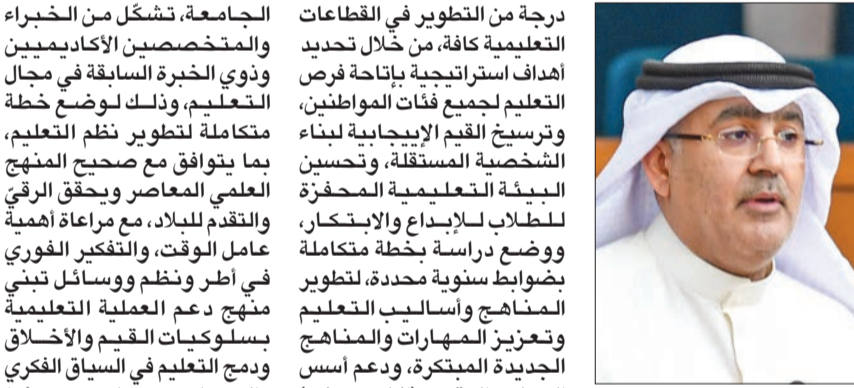 درجة من التطوير في القطاعات
التعليمية كافة، من خلال تحديد
أهداف استراتيجية بإتاحة فرص
التعليم لجميع فئات المواطنين،
وترسيخ القيم الإيجابية لبناء
الشخصية المستقلة، وتحسين
البيئة التعليمية المحفزة
للطلاب للإبداع والابتكار،
ووضع دراسة بخطة متكاملة
بضوابط سنوية محددة، لتطوير
المناهج وأساليب التعليم
وتعزيز المهارات والمناهج
الجديدة المبتكرة، ودعم أسس
الجامعة، تشكّل من الخبراء
والمتخصصين الأكاديميين
وذوي الخبرة السابقة في مجال
التعليم، وذلك لوضع خطة
متكاملة لتطوير نظم التعليم،
بما يتوافق مع صحيح المنهج
العلمي المعاصر ويحقق الرقيّ
والتقدم للبلاد، مع مراعاة أهمية
عامل الوقت، والتفكير الفوري
في أطر ونظم ووسائل تبني
منهج دعم العملية التعليمية
بسلوكيات القيم والأخلاق
ودمج التعليم في السياق الفكري